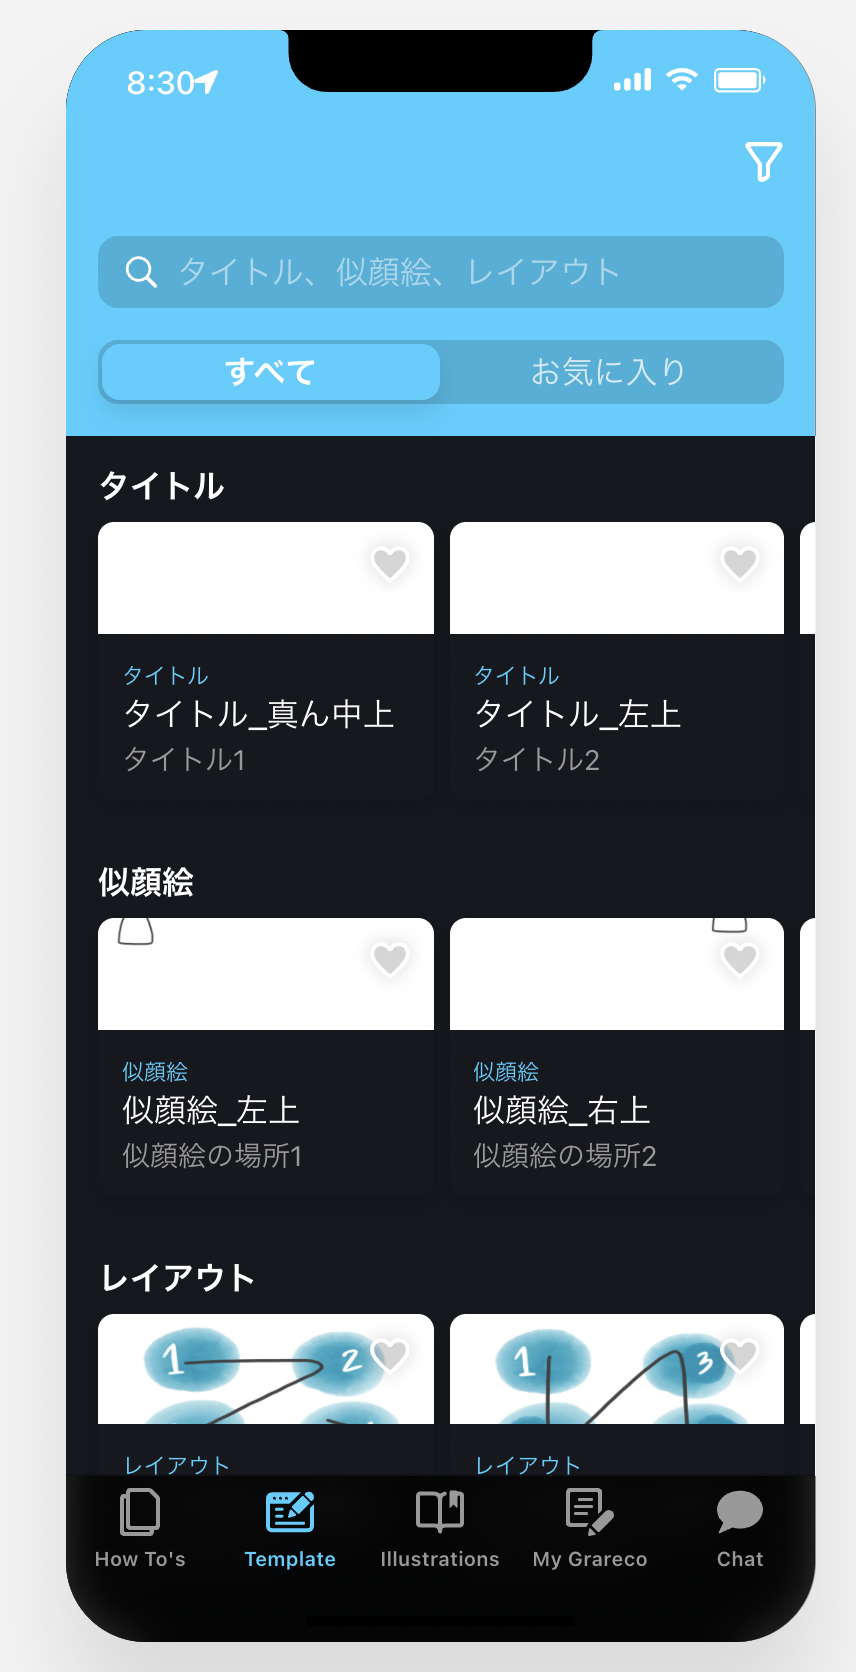 8:30
タイトル、似顔絵、レイアウト
すべて
お気に入り
タイトル
タイトル
タイトル_真ん中上
タイトル1
タイトル
タイトル_左上
タイトル2
似顔絵
似顔絵
似顔絵_左上
似顔絵の場所1
似顔絵
似顔絵_右上
似顔絵の場所2
レイアウト
1 2
1 3
レイアウト
レイアウト
How To's
Template
Illustrations
My Grareco
Chat